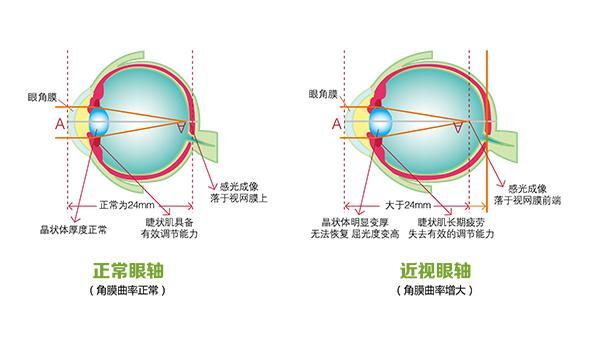 眼角膜
A
A
感光成像
落于视网膜上
正常为24mm
晶状体厚度正常
睫状肌具备
有效调节能力
正常眼轴
（角膜曲率正常）
眼角膜
A
A
感光成像
落于视网膜前端
大于24mm
晶状体明显变厚
无法恢复 屈光度变高
睫状肌长期疲劳
失去有效的调节能力
近视眼轴
（角膜曲率增大）